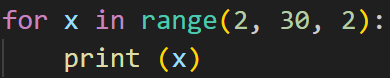 for x in range(2, 30, 2):
    print (x)